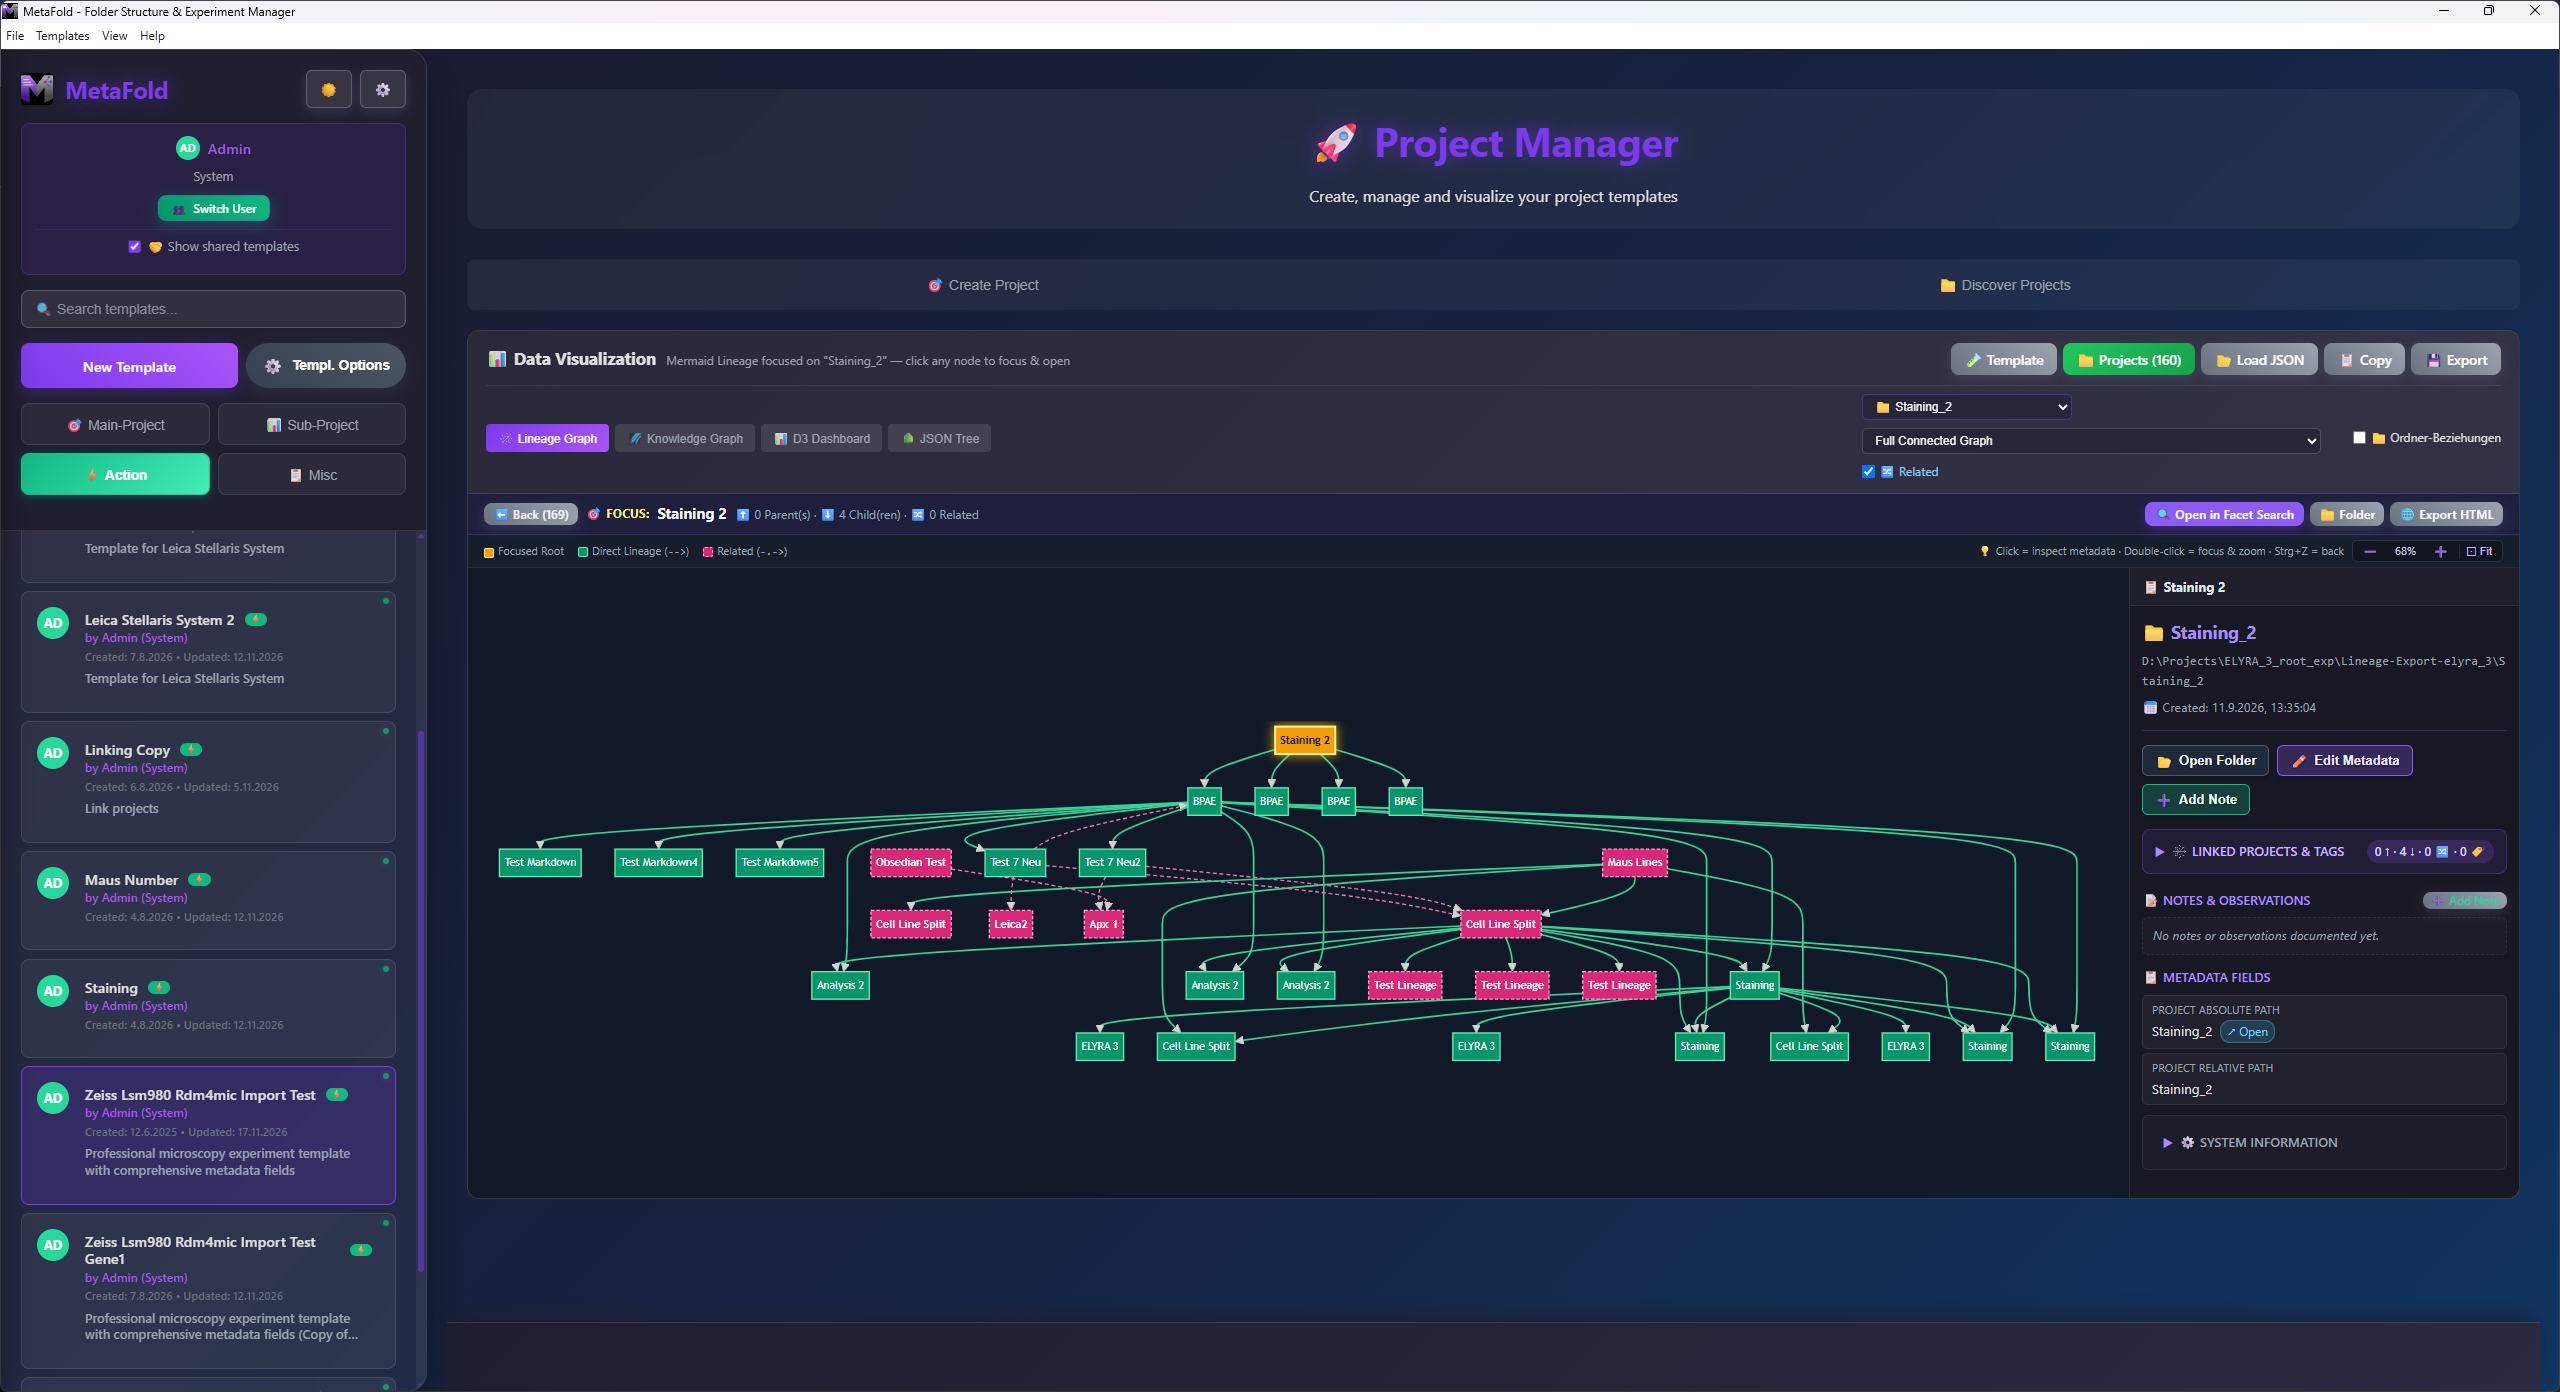 MetaFold - Folder Structure & Experiment Manager
File Templates View Help
MetaFold
AD Admin
System
Switch User
Show shared templates
Search templates...
New Template
Templ. Options
Main-Project
Sub-Project
Action
Misc
Template for Leica Stellaris System
AD
Leica Stellaris System 2
by Admin (System)
Created: 7.8.2026 • Updated: 12.11.2026
Template for Leica Stellaris System
AD
Linking Copy
by Admin (System)
Created: 6.8.2026 • Updated: 5.11.2026
Link projects
AD
Maus Number
by Admin (System)
Created: 4.8.2026 • Updated: 12.11.2026
AD
Staining
by Admin (System)
Created: 4.8.2026 • Updated: 12.11.2026
AD
Zeiss Lsm980 Rdm4mic Import Test
by Admin (System)
Created: 12.6.2025 • Updated: 17.11.2026
Professional microscopy experiment template
with comprehensive metadata fields
AD
Zeiss Lsm980 Rdm4mic Import Test
Gene1
by Admin (System)
Created: 7.8.2026 • Updated: 12.11.2026
Professional microscopy experiment template
with comprehensive metadata fields (Copy of...
Project Manager
Create, manage and visualize your project templates
Create Project
Discover Projects
Data Visualization Mermaid Lineage focused on "Staining_2" — click any node to focus & open
Template
Projects (160)
Load JSON
Copy
Export
Staining_2
Lineage Graph
Knowledge Graph
D3 Dashboard
JSON Tree
Full Connected Graph
Ordner-Beziehungen
Related
Back (169)
FOCUS: Staining 2 0 Parent(s) · 4 Child(ren) · 0 Related
Open in Facet Search
Folder
Export HTML
Focused Root Direct Lineage (-->) Related (-.->)
Click = inspect metadata · Double-click = focus & zoom · Strg+Z = back
68%
Fit
Staining 2
BPAE BPAE BPAE BPAE
Test Markdown Test Markdown4 Test Markdown5 Obsedian Test Test 7 Neu Test 7 Neu2 Maus Lines
Cell Line Split Leica2 Apx 1 Cell Line Split
Analysis 2 Analysis 2 Analysis 2 Test Lineage Test Lineage Test Lineage Staining
ELYRA 3 Cell Line Split ELYRA 3 Staining Cell Line Split ELYRA 3 Staining Staining
Staining 2
Staining_2
D:\Projects\ELYRA_3_root_exp\Lineage-Export-elyra_3\S
taining_2
Created: 11.9.2026, 13:35:04
Open Folder
Edit Metadata
Add Note
LINKED PROJECTS & TAGS 0 ↑ · 4 ↓ · 0 · 0
NOTES & OBSERVATIONS
Add Note
No notes or observations documented yet.
METADATA FIELDS
PROJECT ABSOLUTE PATH
Staining_2 ↗ Open
PROJECT RELATIVE PATH
Staining_2
SYSTEM INFORMATION